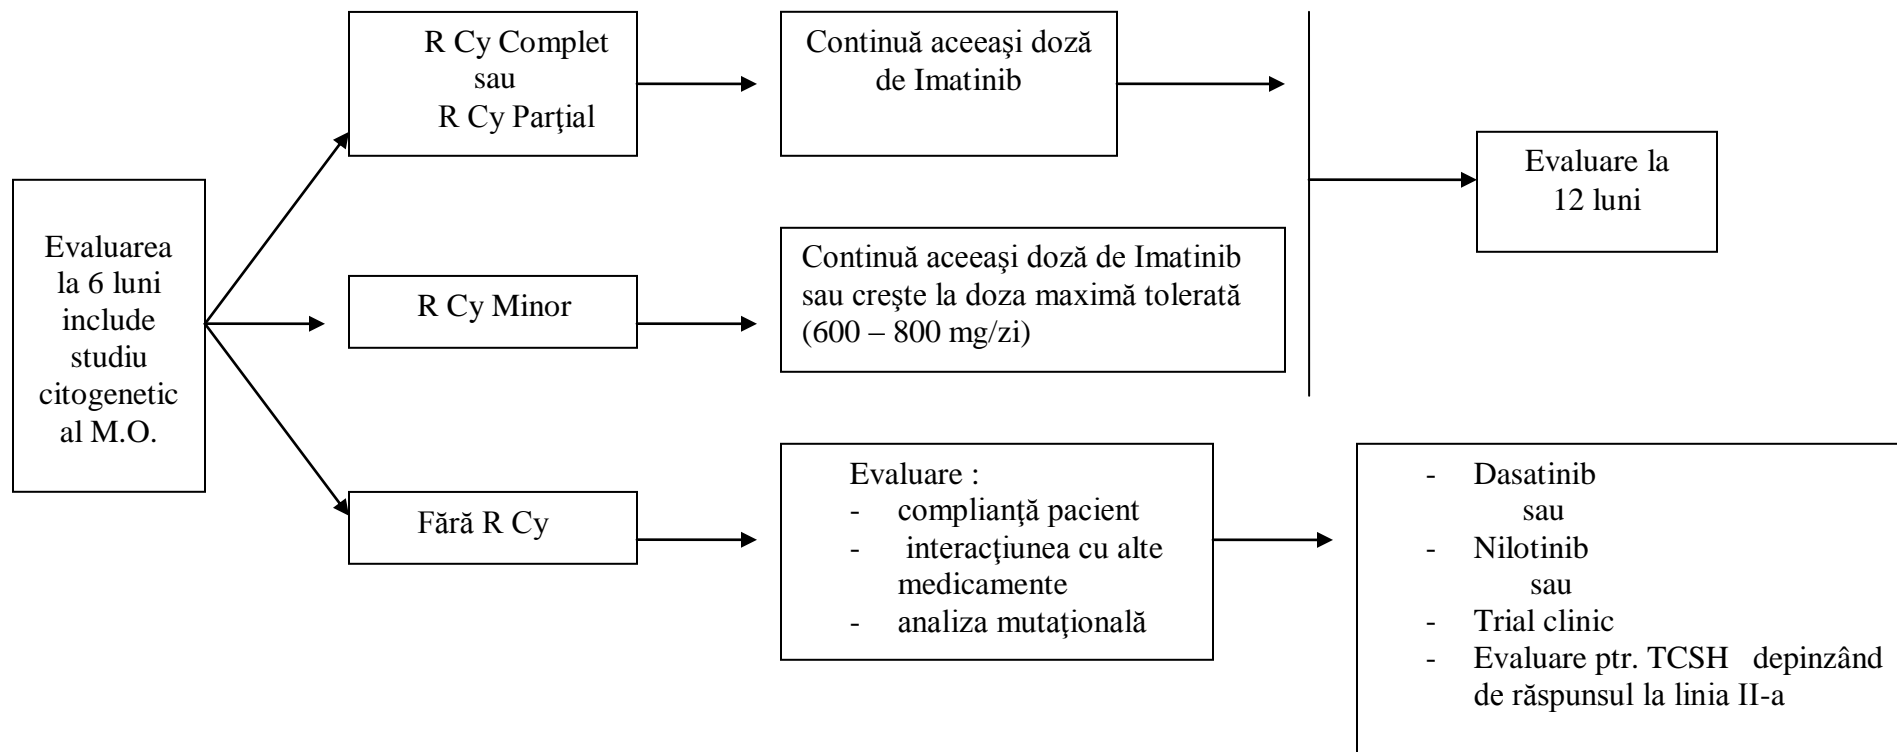 Evaluarea
la 6 luni
include
studiu
citogenetic
al M.O.
R Cy Complet
sau
R Cy Parţial
Continuă aceeaşi doză
de Imatinib
Evaluare la
12 luni
R Cy Minor
Continuă aceeaşi doză de Imatinib
sau creşte la doza maximă tolerată
(600 – 800 mg/zi)
Fără R Cy
Evaluare :
- complianţă pacient
- interacţiunea cu alte
medicamente
- analiza mutaţională
- Dasatinib
sau
- Nilotinib
sau
- Trial clinic
- Evaluare ptr. TCSH depinzând
de răspunsul la linia II-a